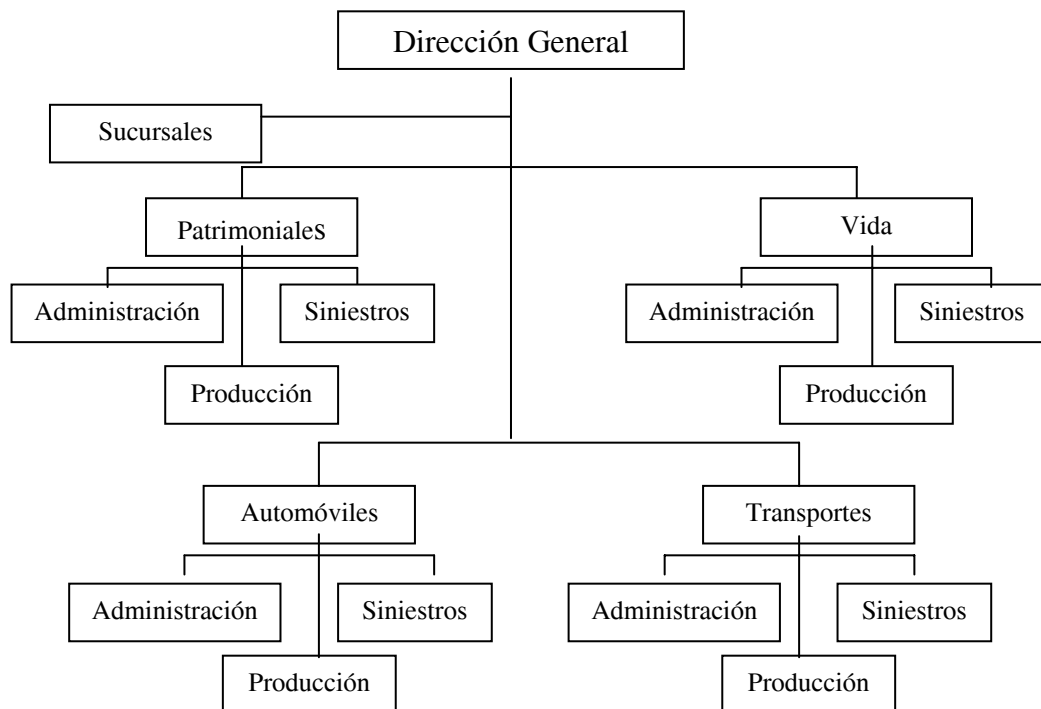 Dirección General
Sucursales
Patrimoniales
Vida
Administración
Siniestros
Administración
Siniestros
Producción
Producción
Automóviles
Transportes
Administración
Siniestros
Administración
Siniestros
Producción
Producción